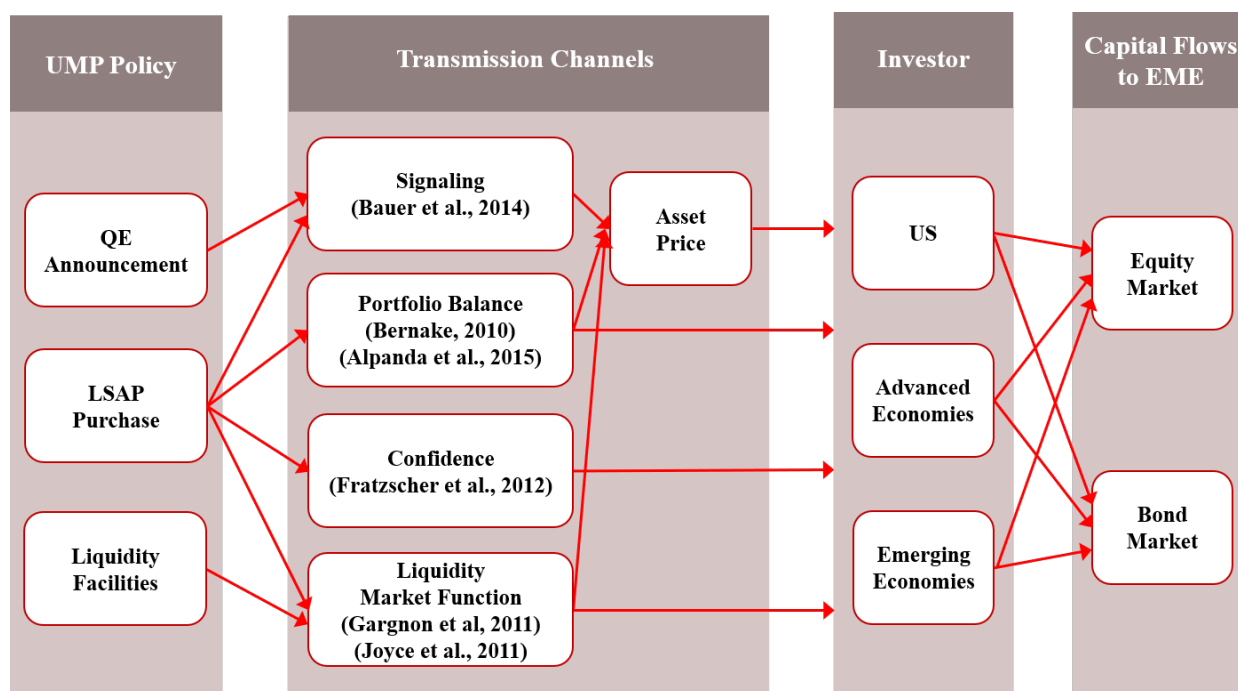 UMP Policy
QE
Announcement
LSAP
Purchase
Liquidity
Facilities
Transmission Channels
Signaling
(Bauer et al., 2014)
Portfolio Balance
(Bernake, 2010)
(Alpanda et al., 2015)
Confidence
(Fratzscher et al., 2012)
Liquidity
Market Function
(Gargnon et al, 2011)
(Joyce et al., 2011)
Asset
Price
Investor
US
Advanced
Economies
Emerging
Economies
Capital Flows
to EME
Equity
Market
Bond
Market